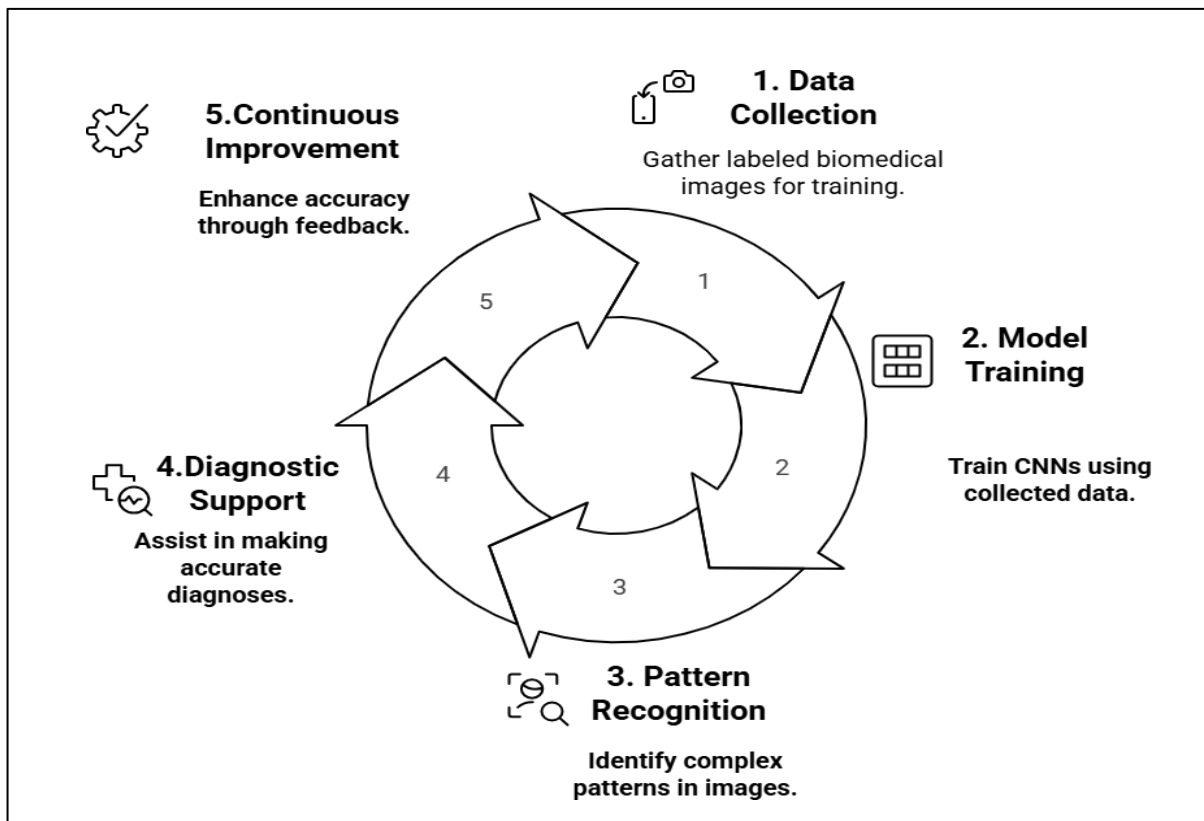 1. Data
Collection
Gather labeled biomedical
images for training.
1
2. Model
Training
Train CNNs using
collected data.
2
3. Pattern
Recognition
Identify complex
patterns in images.
3
4.Diagnostic
Support
Assist in making
accurate
diagnoses.
4
5.Continuous
Improvement
Enhance accuracy
through feedback.
5